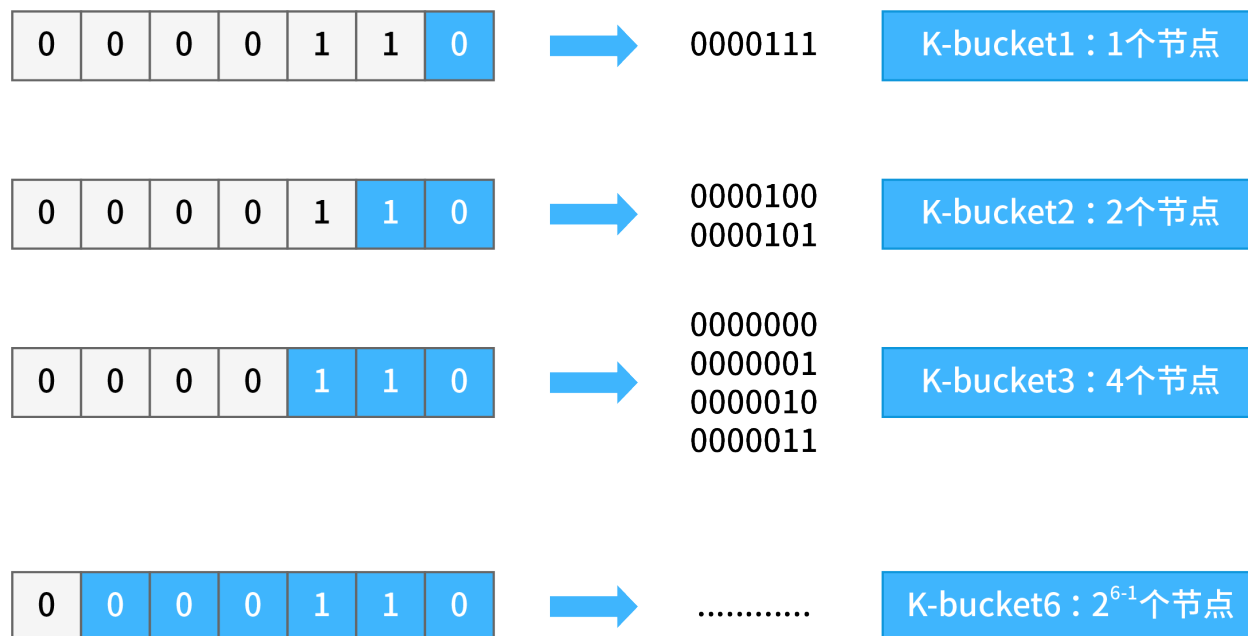 0 0 0 0 1 1 0
0000111
K-bucket1：1个节点
0 0 0 0 1 1 0
0000100
0000101
K-bucket2：2个节点
0 0 0 0 1 1 0
0000000
0000001
0000010
0000011
K-bucket3：4个节点
0 0 0 0 1 1 0
............
K-bucket6：2^6-1个节点